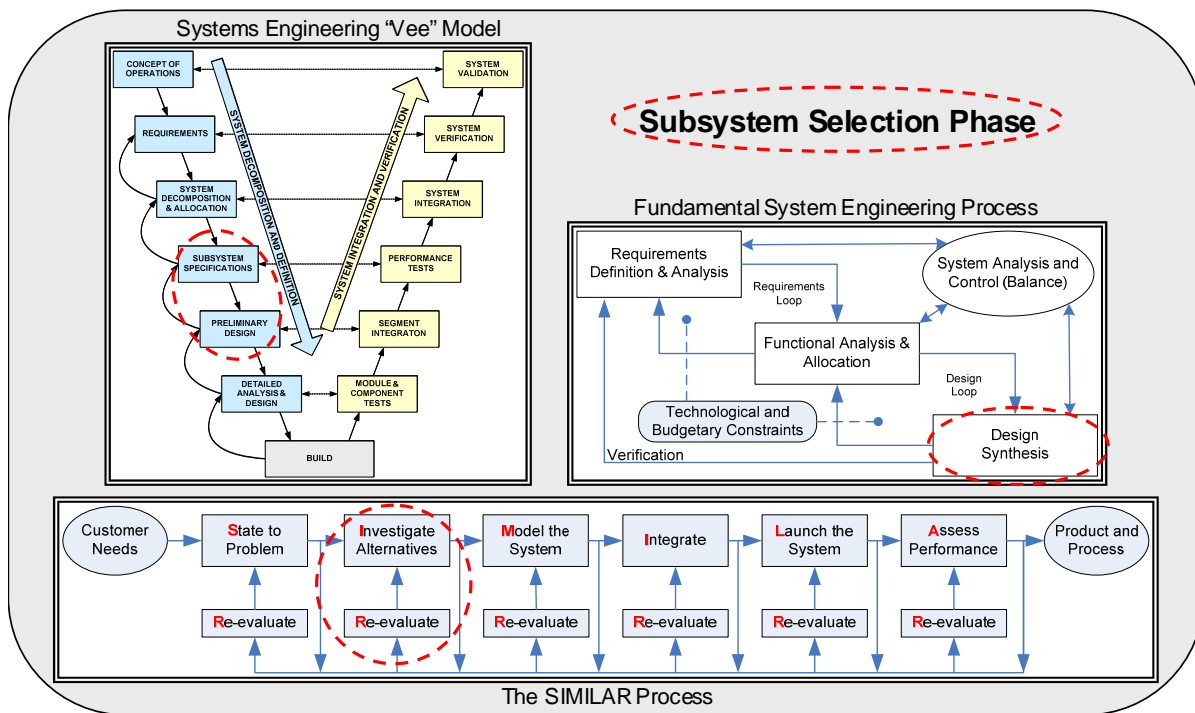 Systems Engineering “Vee” Model
CONCEPT OF
OPERATIONS
SYSTEM
VALIDATION
REQUIREMENTS
SYSTEM
VERIFICATION
SYSTEM
DECOMPOSITION
& ALLOCATION
SYSTEM
INTEGRATION
SUBSYSTEM
SPECIFICATIONS
PERFORMANCE
TESTS
PRELIMINARY
DESIGN
SEGMENT
INTEGRATON
DETAILED
ANALYSIS &
DESIGN
MODULE &
COMPONENT
TESTS
BUILD
SYSTEM DECOMPOSITION AND DEFINITION
SYSTEM INTEGRATION AND VERIFICATION
Subsystem Selection Phase
Fundamental System Engineering Process
Requirements
Definition & Analysis
System Analysis and
Control (Balance)
Requirements
Loop
Functional Analysis &
Allocation
Design
Loop
Technological and
Budgetary Constraints
Design
Synthesis
Verification
Customer
Needs
State to
Problem
Investigate
Alternatives
Model the
System
Integrate
Launch the
System
Assess
Performance
Product and
Process
Re-evaluate
Re-evaluate
Re-evaluate
Re-evaluate
Re-evaluate
Re-evaluate
The SIMILAR Process